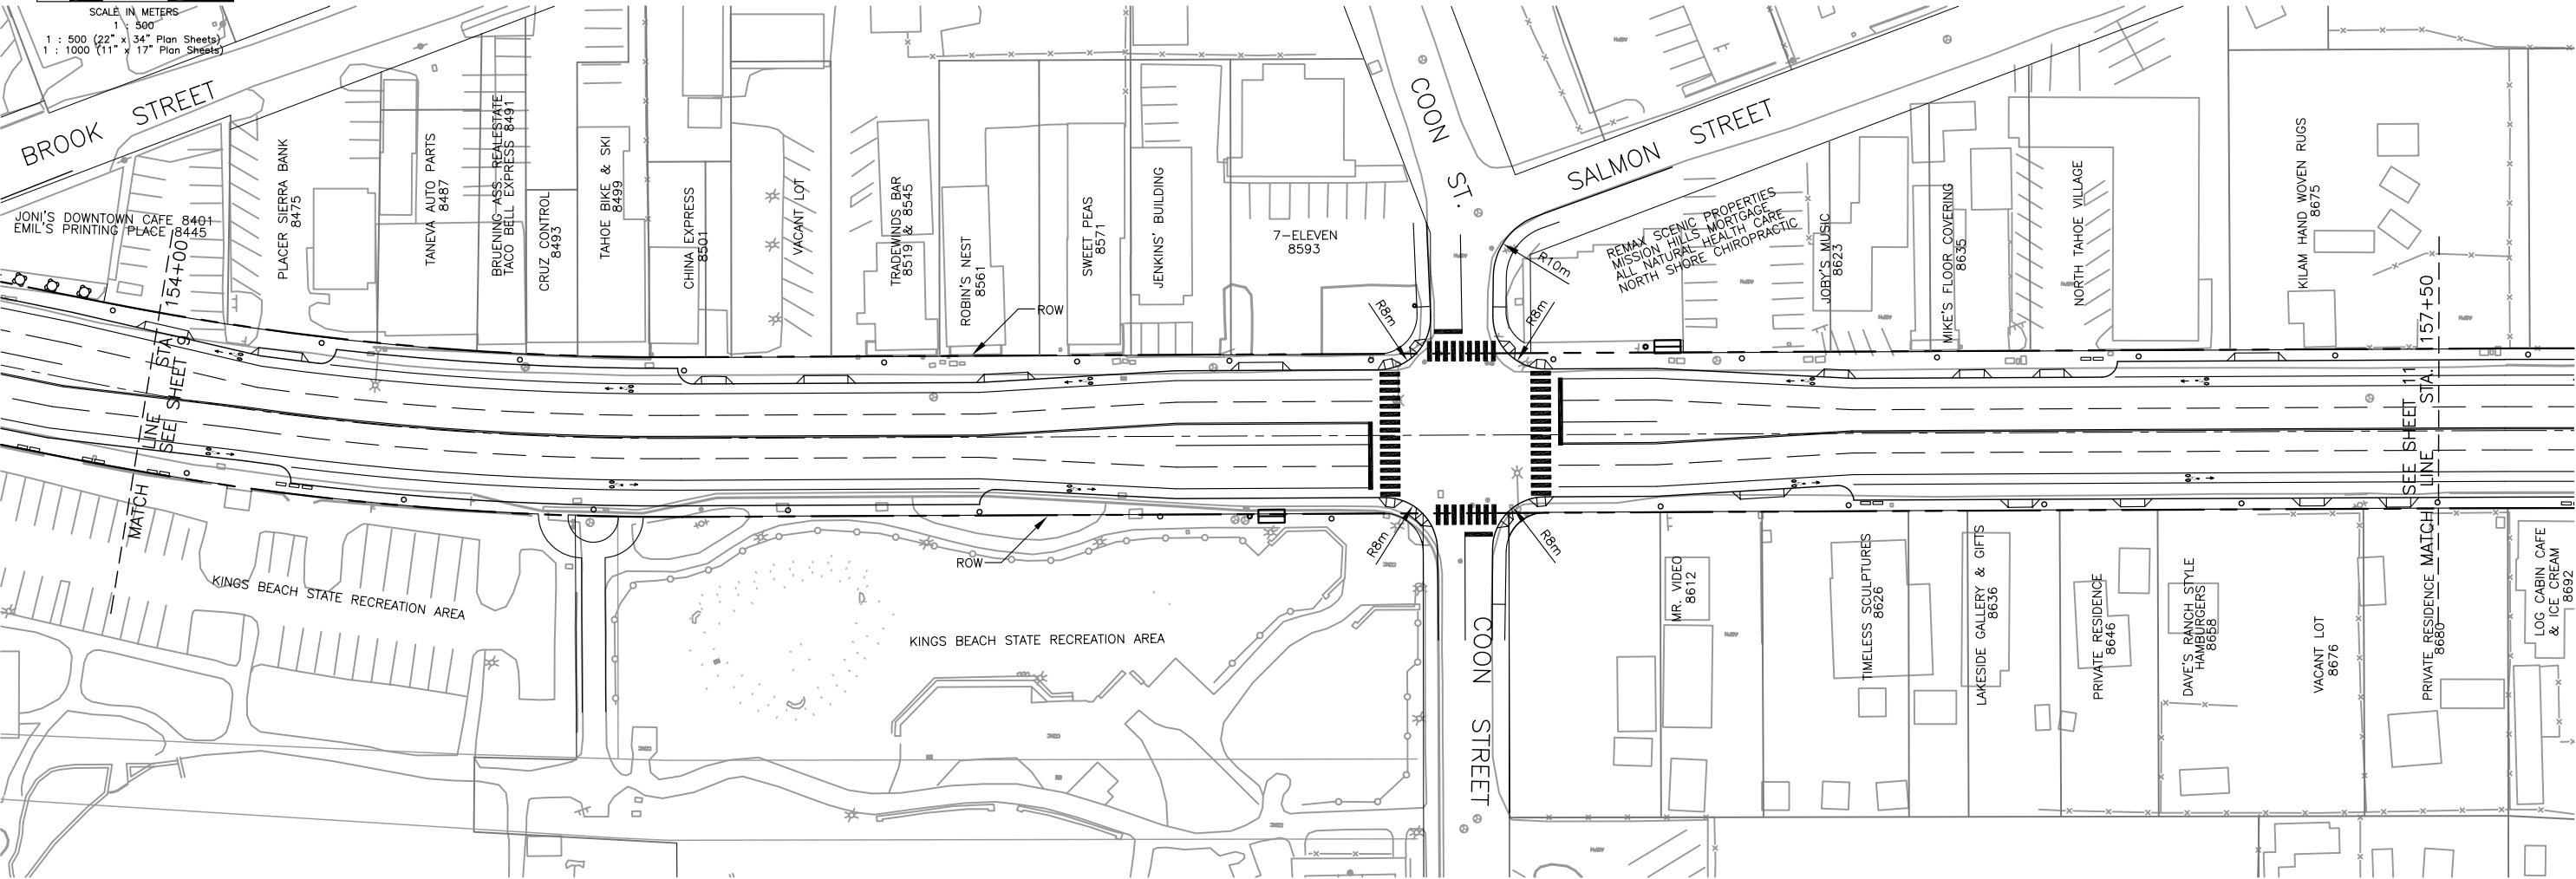 SCALE IN METERS
1 : 500
1 : 500 (22" x 34" Plan Sheets)
1 : 1000 (11" x 17" Plan Sheets)
BROOK STREET
JONI'S DOWNTOWN CAFE 8401
EMIL'S PRINTING PLACE 8445
MATCH LINE STA. 154+00
SEE SHEET 9
PLACER SIERRA BANK
8475
TANEYA AUTO PARTS
8487
BRUENING ASS. REALESTATE
TACO BELL EXPRESS 8491
CRUZ CONTROL
8493
TAHOE BIKE & SKI
8499
CHINA EXPRESS
8501
VACANT LOT
TRADEWINDS BAR
8519 & 8545
ROBIN'S NEST
8561
ROW
SWEET PEAS
8571
JENKINS' BUILDING
7-ELEVEN
8593
COON ST.
SALMON STREET
R8m
R8m
R10m
REMAX SCENIC PROPERTIES
MISSION HILLS MORTGAGE
ALL NATURAL HEALTH CARE
NORTH SHORE CHIROPRACTIC
JOBY'S MUSIC
8623
MIKE'S FLOOR COVERING
8635
NORTH TAHOE VILLAGE
KILAM HAND WOVEN RUGS
8675
MATCH LINE STA. 157+50
SEE SHEET 11
KINGS BEACH STATE RECREATION AREA
ROW
KINGS BEACH STATE RECREATION AREA
R8m
R8m
COON STREET
MR. VIDEO
8612
TIMELESS SCULPTURES
8626
LAKESIDE GALLERY & GIFTS
8636
PRIVATE RESIDENCE
8646
DAVE'S RANCH STYLE
HAMBURGERS
8658
VACANT LOT
8676
PRIVATE RESIDENCE
8680
LOG CABIN CAFE
& ICE CREAM
8692